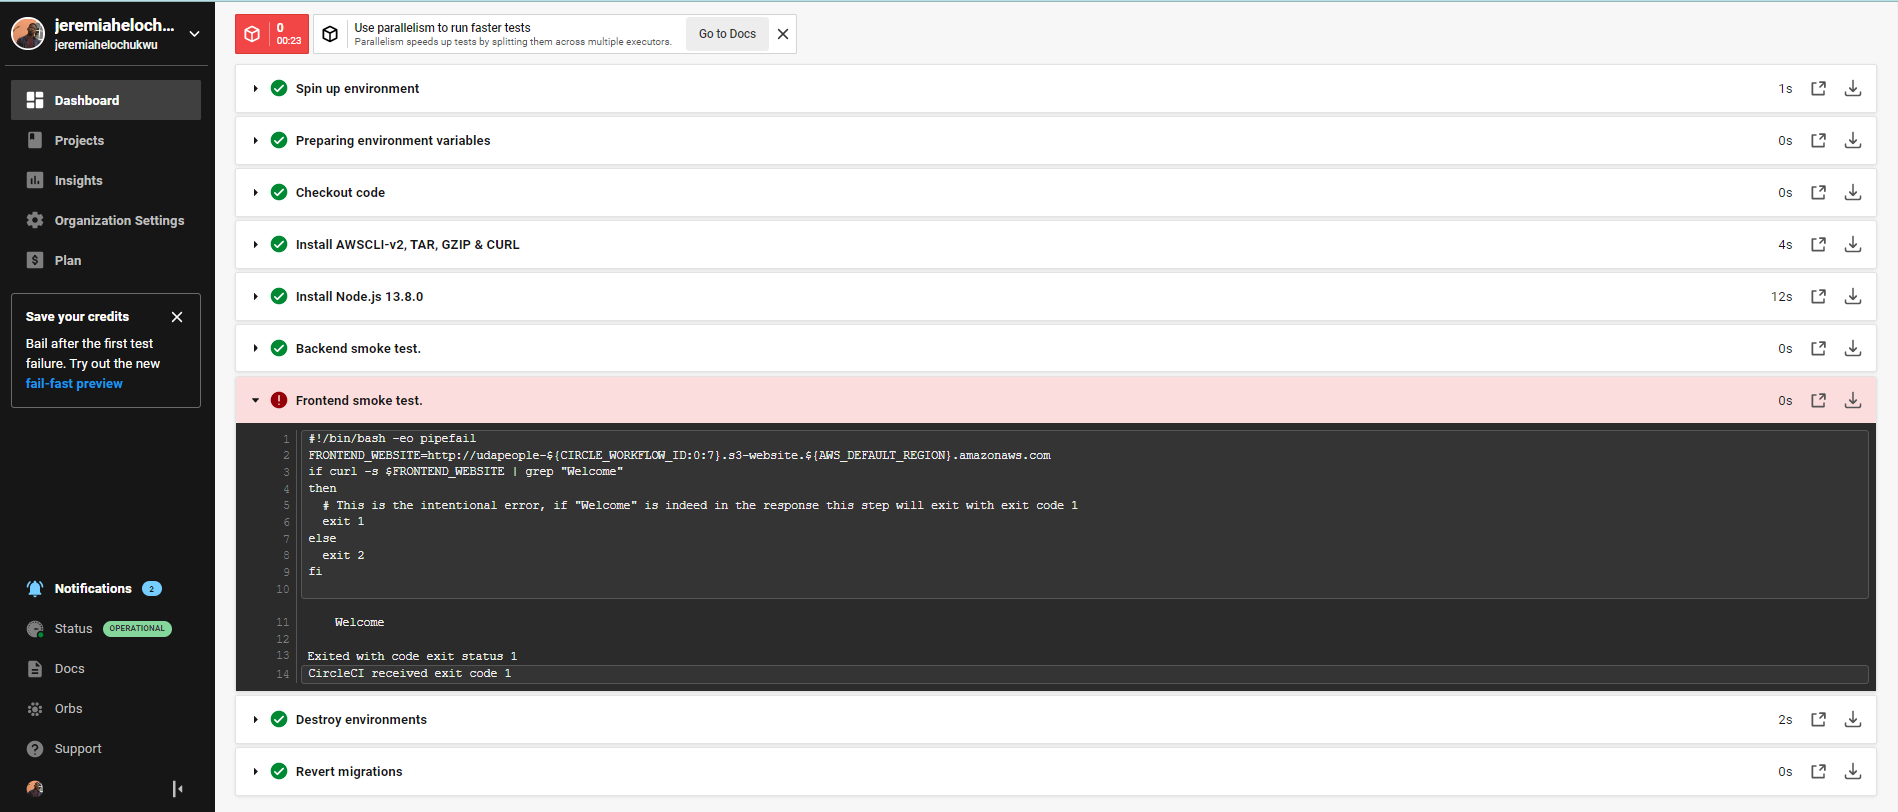 jeremiaheloch...
jeremiahelochukwu
Dashboard
Projects
Insights
Organization Settings
Plan
Save your credits
Bail after the first test
failure. Try out the new
fail-fast preview
Notifications 2
Status OPERATIONAL
Docs
Orbs
Support
0
00:23
Use parallelism to run faster tests
Parallelism speeds up tests by splitting them across multiple executors.
Go to Docs
Spin up environment 1s
Preparing environment variables 0s
Checkout code 0s
Install AWSCLI-v2, TAR, GZIP & CURL 4s
Install Node.js 13.8.0 12s
Backend smoke test. 0s
Frontend smoke test. 0s
1 #!/bin/bash -eo pipefail
2 FRONTEND_WEBSITE=http://udapeople-${CIRCLE_WORKFLOW_ID:0:7}.s3-website.${AWS_DEFAULT_REGION}.amazonaws.com
3 if curl -s $FRONTEND_WEBSITE | grep "Welcome"
4 then
5 # This is the intentional error, if "Welcome" is indeed in the response this step will exit with exit code 1
6 exit 1
7 else
8 exit 2
9 fi
10
11 Welcome
12
13 Exited with code exit status 1
14 CircleCI received exit code 1
Destroy environments 2s
Revert migrations 0s